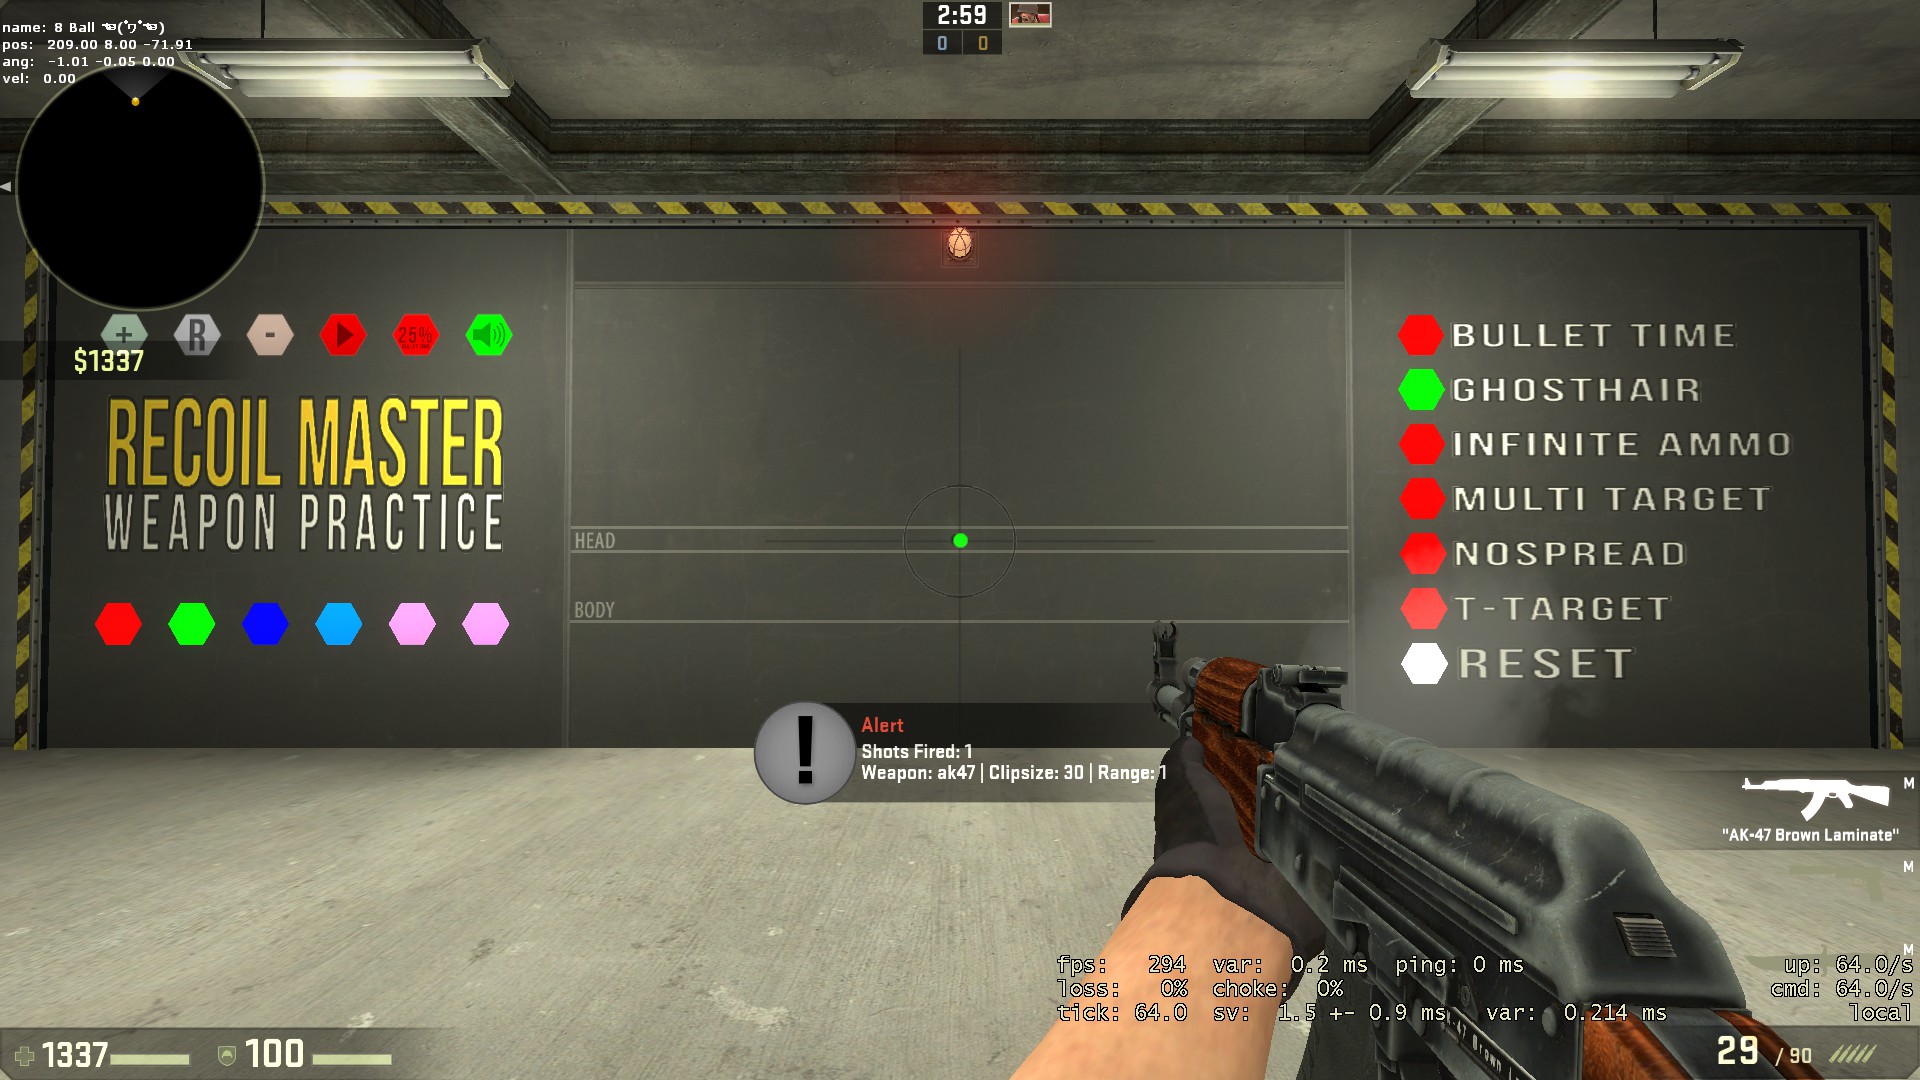 name: 8 Ball ☜(ﾟヮﾟ☜)
pos: 209.00 8.00 -71.91
ang: -1.01 -0.05 0.00
vel: 0.00
2:59
0 0
+ R - 25%
$1337
RECOIL MASTER
WEAPON PRACTICE
HEAD
BODY
BULLET TIME
GHOSTHAIR
INFINITE AMMO
MULTI TARGET
NOSPREAD
T-TARGET
RESET
!
Alert
Shots Fired: 1
Weapon: ak47 | Clipsize: 30 | Range: 1
M
"AK-47 Brown Laminate"
M
M
fps: 294 var: 0.2 ms ping: 0 ms
loss: 0% choke: 0%
tick: 64.0 sv: 1.5 +- 0.9 ms var: 0.214 ms
up: 64.0/s
cmd: 64.0/s
local
1337 100
29 / 90